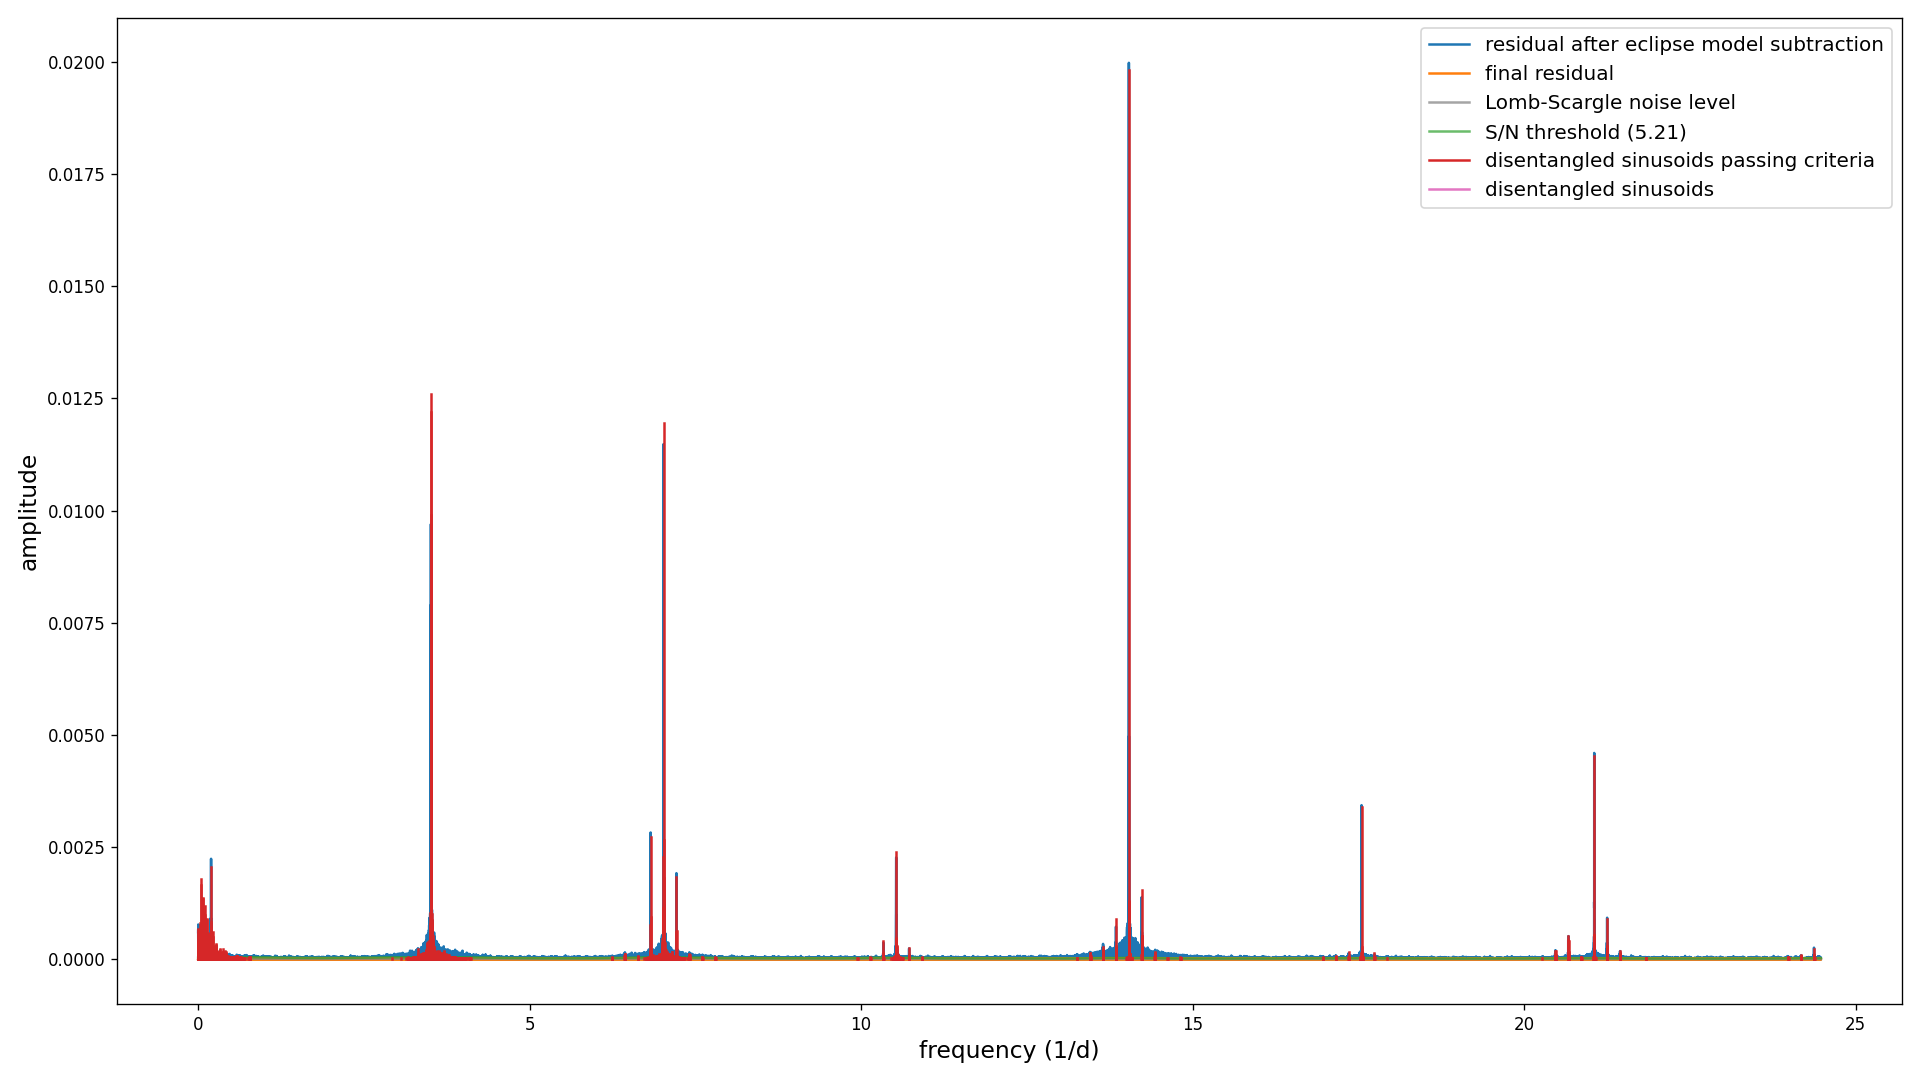 0.0200
0.0175
0.0150
0.0125
0.0100
0.0075
0.0050
0.0025
0.0000
amplitude
0 5 10 15 20 25
frequency (1/d)
residual after eclipse model subtraction
final residual
Lomb-Scargle noise level
S/N threshold (5.21)
disentangled sinusoids passing criteria
disentangled sinusoids